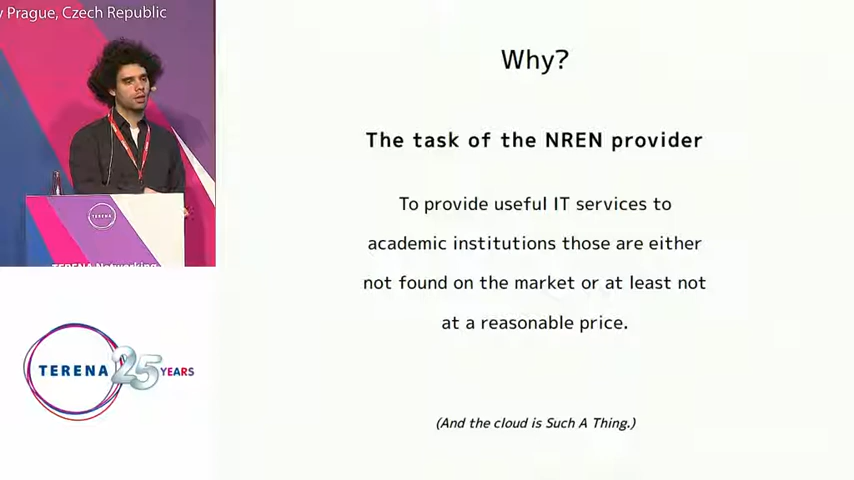 y Prague, Czech Republic
TERENA
TERENA Networking
TERENA 25 YEARS
Why?
The task of the NREN provider
To provide useful IT services to
academic institutions those are either
not found on the market or at least not
at a reasonable price.
(And the cloud is Such A Thing.)